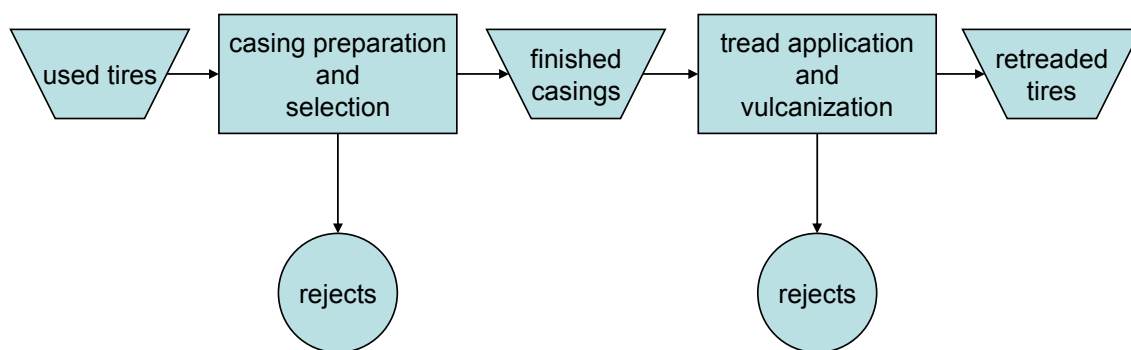 used tires
casing preparation
and
selection
finished
casings
tread application
and
vulcanization
retreaded
tires
rejects
rejects